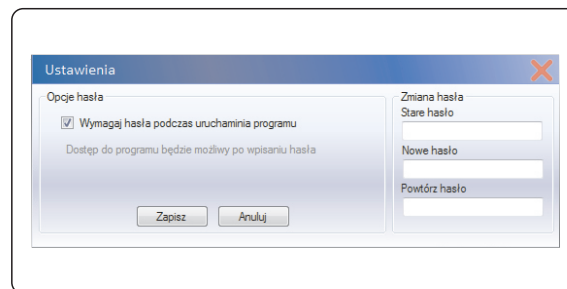 Ustawienia
Opcje hasła
Wymagaj hasła podczas uruchaminia programu
Dostęp do programu będzie możliwy po wpisaniu hasła
Zapisz
Anuluj
Zmiana hasła
Stare hasło
Nowe hasło
Powtórz hasło